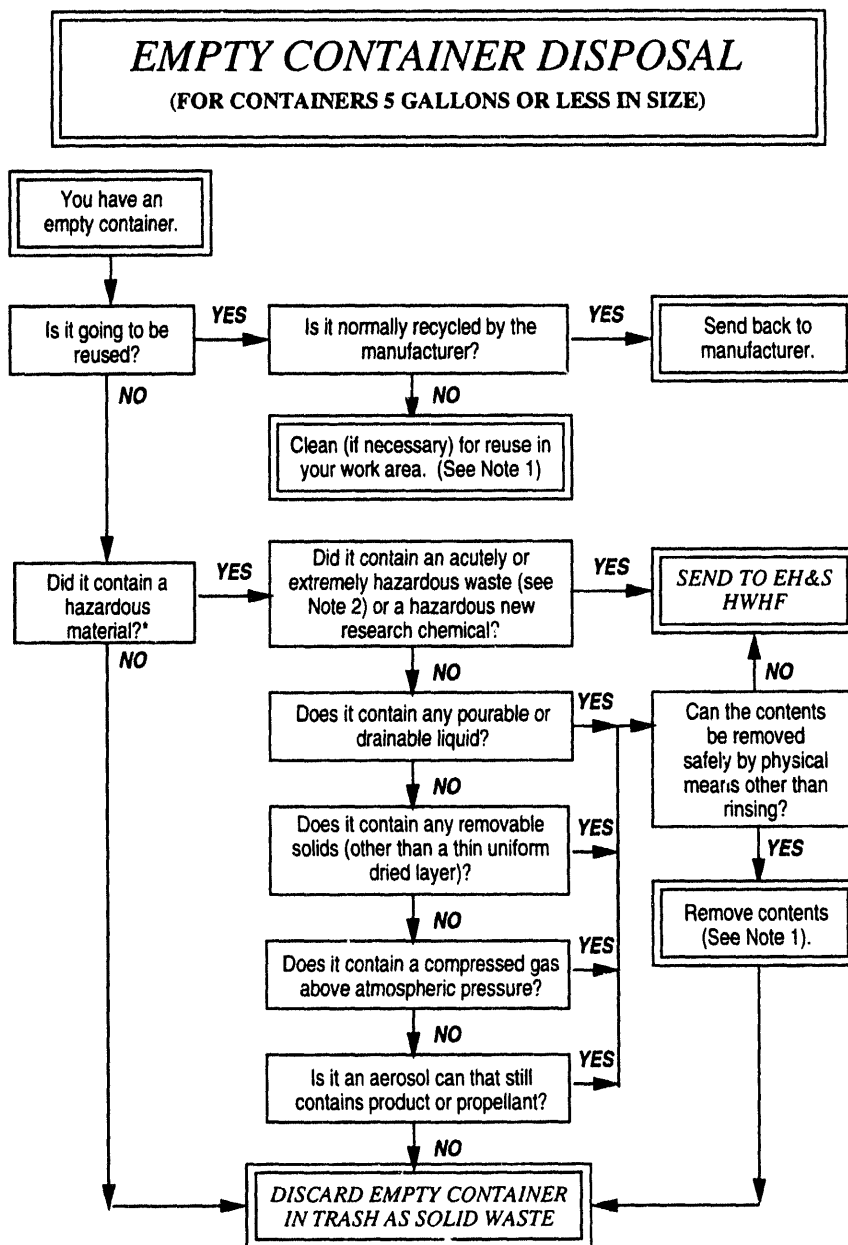 EMPTY CONTAINER DISPOSAL
(FOR CONTAINERS 5 GALLONS OR LESS IN SIZE)
You have an
empty container.
Is it going to be
reused?
YES
Is it normally recycled by the
manufacturer?
YES
Send back to
manufacturer.
NO
NO
Clean (if necessary) for reuse in
your work area. (See Note 1)
Did it contain a
hazardous
material?*
YES
Did it contain an acutely or
extremely hazardous waste (see
Note 2) or a hazardous new
research chemical?
YES
SEND TO EH&S
HWHF
NO
NO
NO
Does it contain any pourable or
drainable liquid?
YES
Can the contents
be removed
safely by physical
means other than
rinsing?
NO
Does it contain any removable
solids (other than a thin uniform
dried layer)?
YES
YES
NO
Remove contents
(See Note 1).
Does it contain a compressed gas
above atmospheric pressure?
YES
NO
Is it an aerosol can that still
contains product or propellant?
YES
NO
DISCARD EMPTY CONTAINER
IN TRASH AS SOLID WASTE